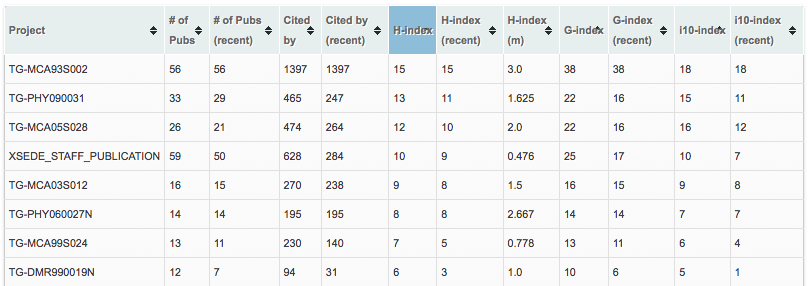 Project # of Pubs # of Pubs (recent) Cited by Cited by (recent) H-index H-index (recent) H-index (m) G-index G-index (recent) i10-index i10-index (recent)
TG-MCA93S002 56 56 1397 1397 15 15 3.0 38 38 18 18
TG-PHY090031 33 29 465 247 13 11 1.625 22 16 15 11
TG-MCA05S028 26 21 474 264 12 10 2.0 22 16 16 12
XSEDE_STAFF_PUBLICATION 59 50 628 284 10 9 0.476 25 17 10 7
TG-MCA03S012 16 15 270 238 9 8 1.5 16 15 9 8
TG-PHY060027N 14 14 195 195 8 8 2.667 14 14 7 7
TG-MCA99S024 13 11 230 140 7 5 0.778 13 11 6 4
TG-DMR990019N 12 7 94 31 6 3 1.0 10 6 5 1